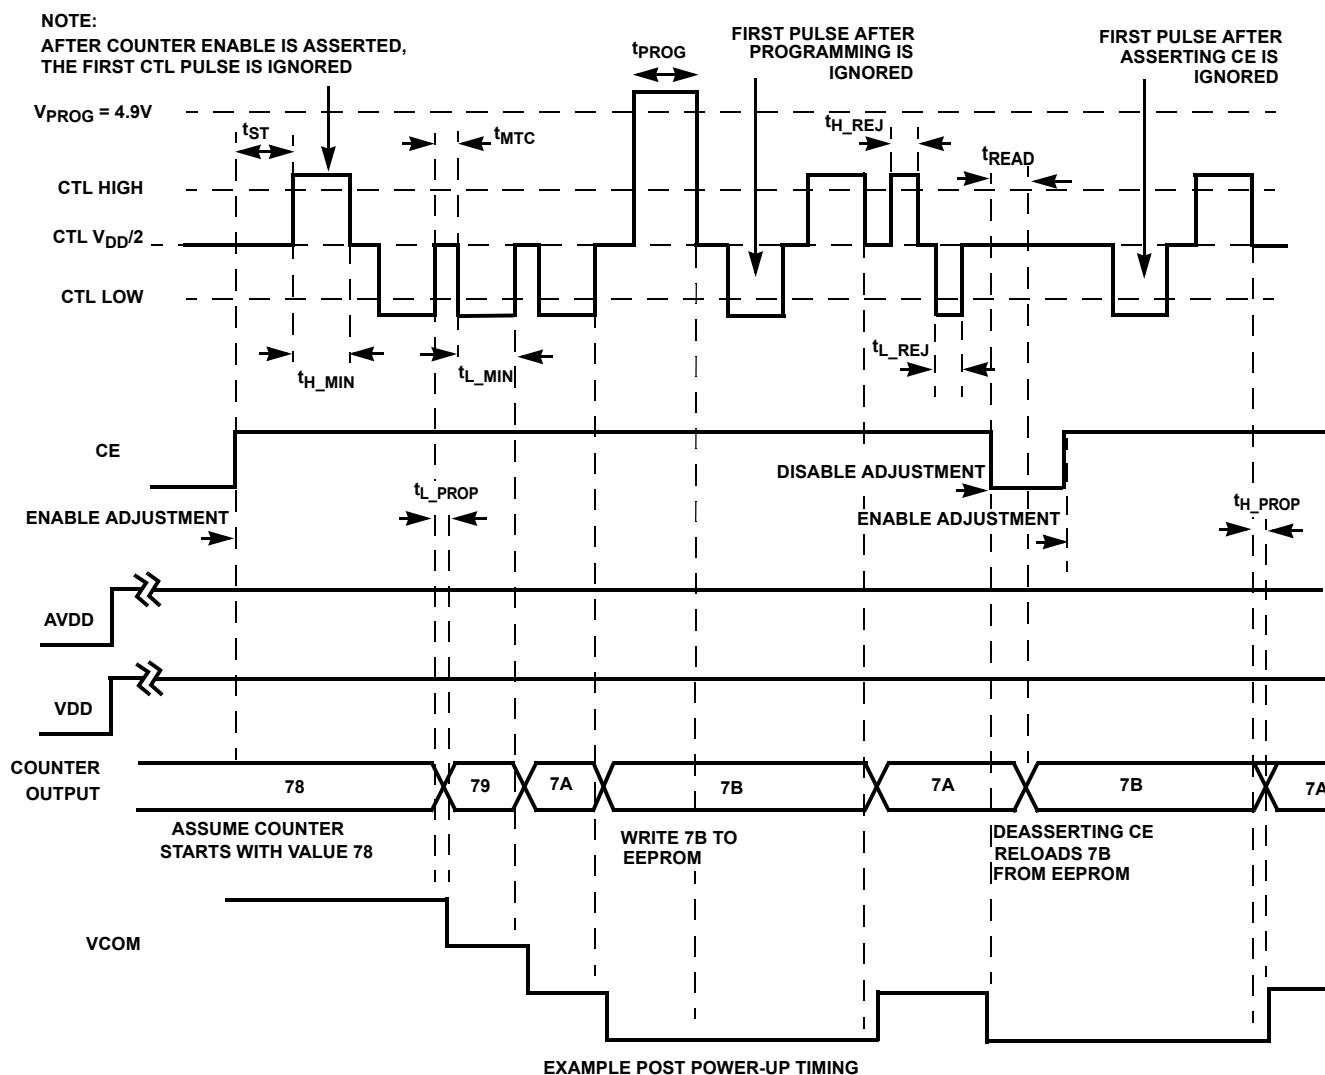 NOTE:
AFTER COUNTER ENABLE IS ASSERTED,
THE FIRST CTL PULSE IS IGNORED
tPROG
FIRST PULSE AFTER
PROGRAMMING IS
IGNORED
FIRST PULSE AFTER
ASSERTING CE IS
IGNORED
VPROG = 4.9V
tST
tMTC
tH_REJ
tREAD
CTL HIGH
CTL VDD/2
CTL LOW
tH_MIN
tL_MIN
tL_REJ
CE
DISABLE ADJUSTMENT
tL_PROP
tH_PROP
ENABLE ADJUSTMENT
ENABLE ADJUSTMENT
AVDD
VDD
COUNTER
OUTPUT
78
79
7A
7B
7A
7B
7A
ASSUME COUNTER
STARTS WITH VALUE 78
WRITE 7B TO
EEPROM
DEASSERTING CE
RELOADS 7B
FROM EEPROM
VCOM
EXAMPLE POST POWER-UP TIMING